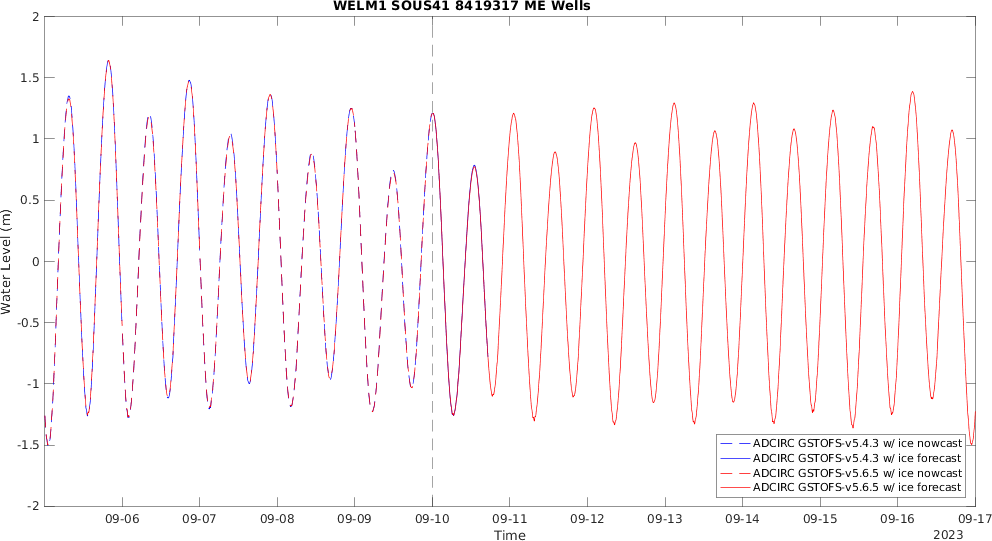 WELM1 SOUS41 8419317 ME Wells
2
1.5
1
0.5
0
-0.5
-1
-1.5
-2
Water Level (m)
ADCIRC GSTOFS-v5.4.3 w/ ice nowcast
ADCIRC GSTOFS-v5.4.3 w/ ice forecast
ADCIRC GSTOFS-v5.6.5 w/ ice nowcast
ADCIRC GSTOFS-v5.6.5 w/ ice forecast
09-06 09-07 09-08 09-09 09-10 09-11 09-12 09-13 09-14 09-15 09-16 09-17
Time
2023